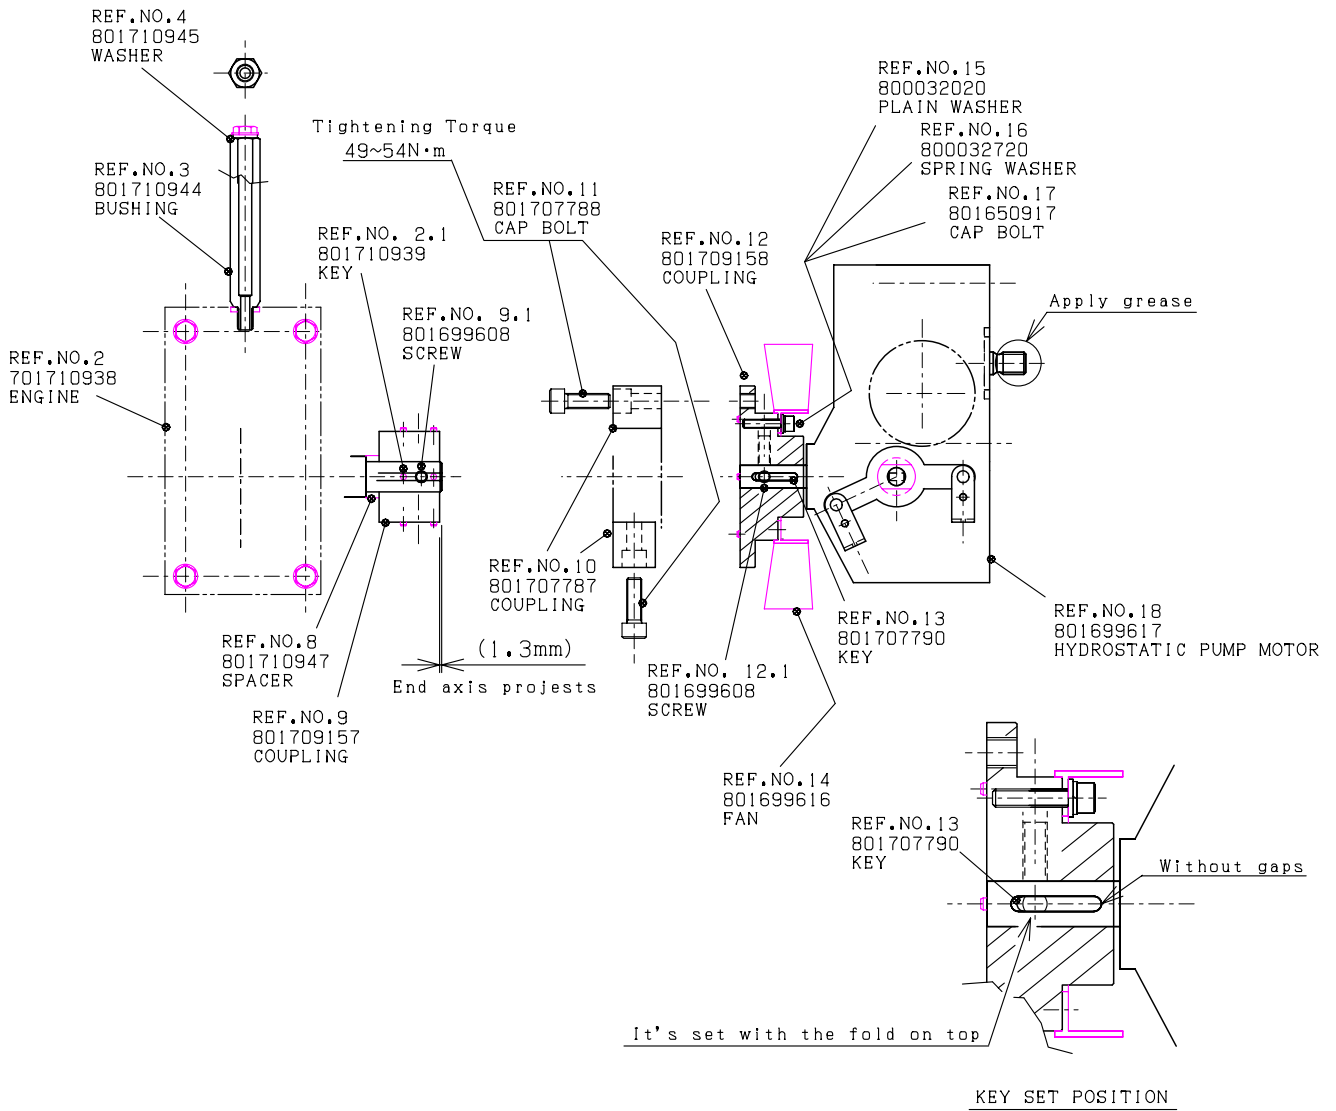 REF.NO.4
801710945
WASHER
REF.NO.3
801710944
BUSHING
Tightening Torque
49~54N·m
REF.NO.11
801707788
CAP BOLT
REF.NO. 2.1
801710939
KEY
REF.NO. 9.1
801699608
SCREW
REF.NO.2
701710938
ENGINE
REF.NO.12
801709158
COUPLING
REF.NO.15
800032020
PLAIN WASHER
REF.NO.16
800032720
SPRING WASHER
REF.NO.17
801650917
CAP BOLT
Apply grease
REF.NO.10
801707787
COUPLING
REF.NO.8
801710947
SPACER
(1.3mm)
End axis projests
REF.NO.9
801709157
COUPLING
REF.NO. 12.1
801699608
SCREW
REF.NO.13
801707790
KEY
REF.NO.18
801699617
HYDROSTATIC PUMP MOTOR
REF.NO.14
801699616
FAN
REF.NO.13
801707790
KEY
Without gaps
It's set with the fold on top
KEY SET POSITION